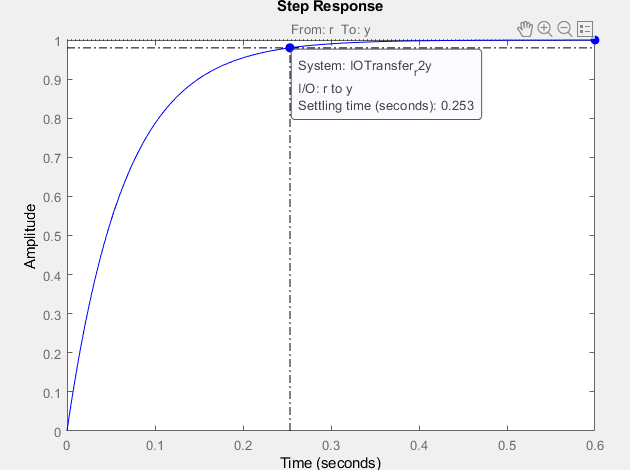 Step Response
From: r To: y
System: IOTransfer_r2y
I/O: r to y
Settling time (seconds): 0.253
1
0.9
0.8
0.7
0.6
0.5
0.4
0.3
0.2
0.1
0
Amplitude
0 0.1 0.2 0.3 0.4 0.5 0.6
Time (seconds)